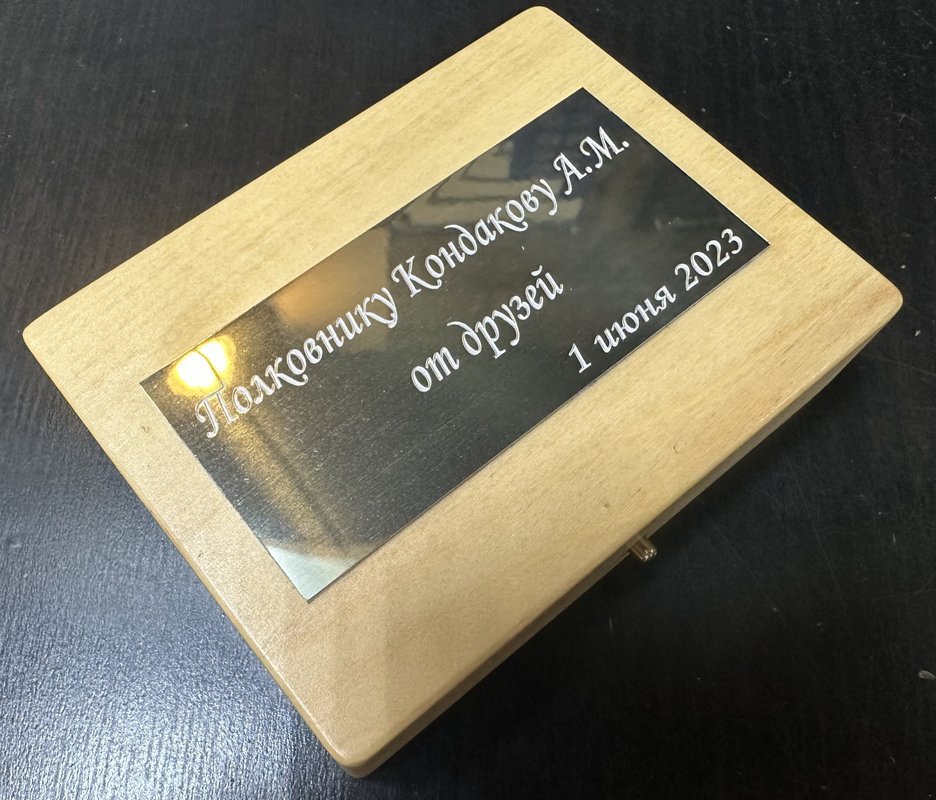 Полковнику Кондакову А.М.
от друзей
1 июня 2023